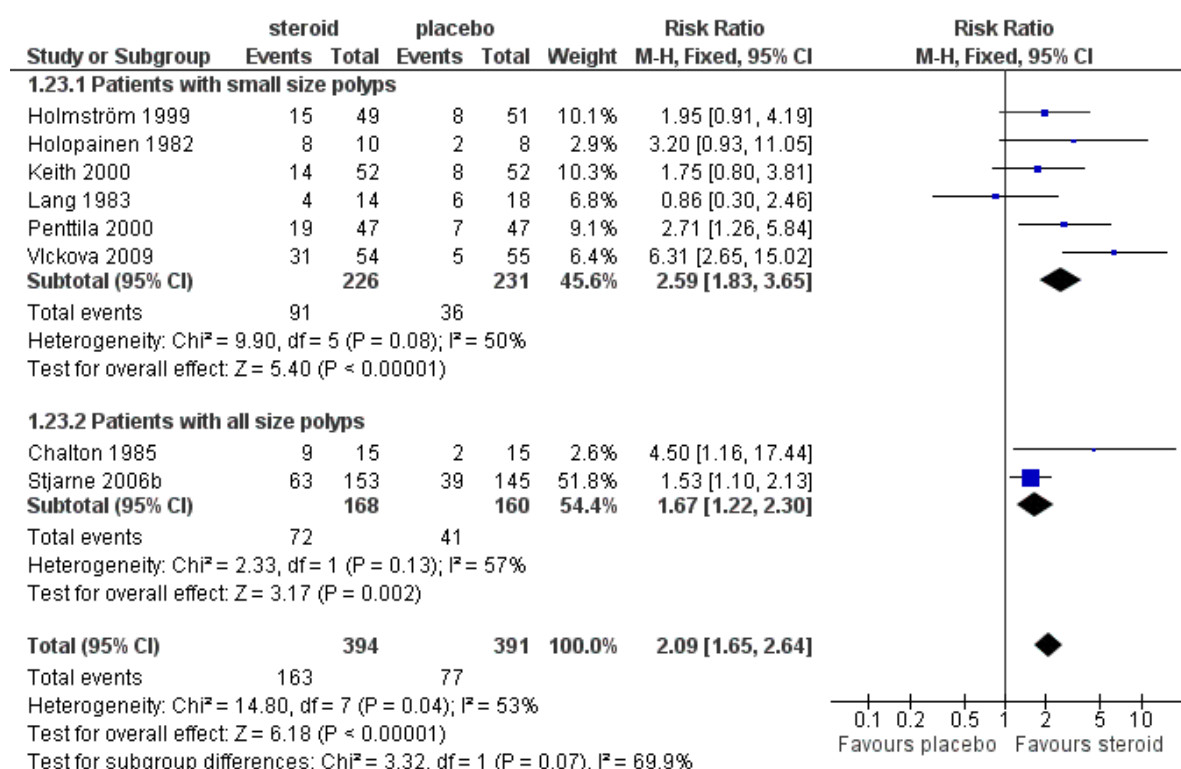 steroid placebo Risk Ratio Risk Ratio
Study or Subgroup Events Total Events Total Weight M-H, Fixed, 95% CI M-H, Fixed, 95% CI
1.23.1 Patients with small size polyps
Holmström 1999 15 49 8 51 10.1% 1.95 [0.91, 4.19]
Holopainen 1982 8 10 2 8 2.9% 3.20 [0.93, 11.05]
Keith 2000 14 52 8 52 10.3% 1.75 [0.80, 3.81]
Lang 1983 4 14 6 18 6.8% 0.86 [0.30, 2.46]
Penttila 2000 19 47 7 47 9.1% 2.71 [1.26, 5.84]
Vlckova 2009 31 54 5 55 6.4% 6.31 [2.65, 15.02]
Subtotal (95% CI) 226 231 45.6% 2.59 [1.83, 3.65]
Total events 91 36
Heterogeneity: Chi² = 9.90, df = 5 (P = 0.08); I² = 50%
Test for overall effect: Z = 5.40 (P < 0.00001)
1.23.2 Patients with all size polyps
Chalton 1985 9 15 2 15 2.6% 4.50 [1.16, 17.44]
Stjarne 2006b 63 153 39 145 51.8% 1.53 [1.10, 2.13]
Subtotal (95% CI) 168 160 54.4% 1.67 [1.22, 2.30]
Total events 72 41
Heterogeneity: Chi² = 2.33, df = 1 (P = 0.13); I² = 57%
Test for overall effect: Z = 3.17 (P = 0.002)
Total (95% CI) 394 391 100.0% 2.09 [1.65, 2.64]
Total events 163 77
Heterogeneity: Chi² = 14.80, df = 7 (P = 0.04); I² = 53%
Test for overall effect: Z = 6.18 (P < 0.00001)
Test for subgroup differences: Chi² = 3.32, df = 1 (P = 0.07), I² = 69.9%
0.1 0.2 0.5 1 2 5 10
Favours placebo Favours steroid